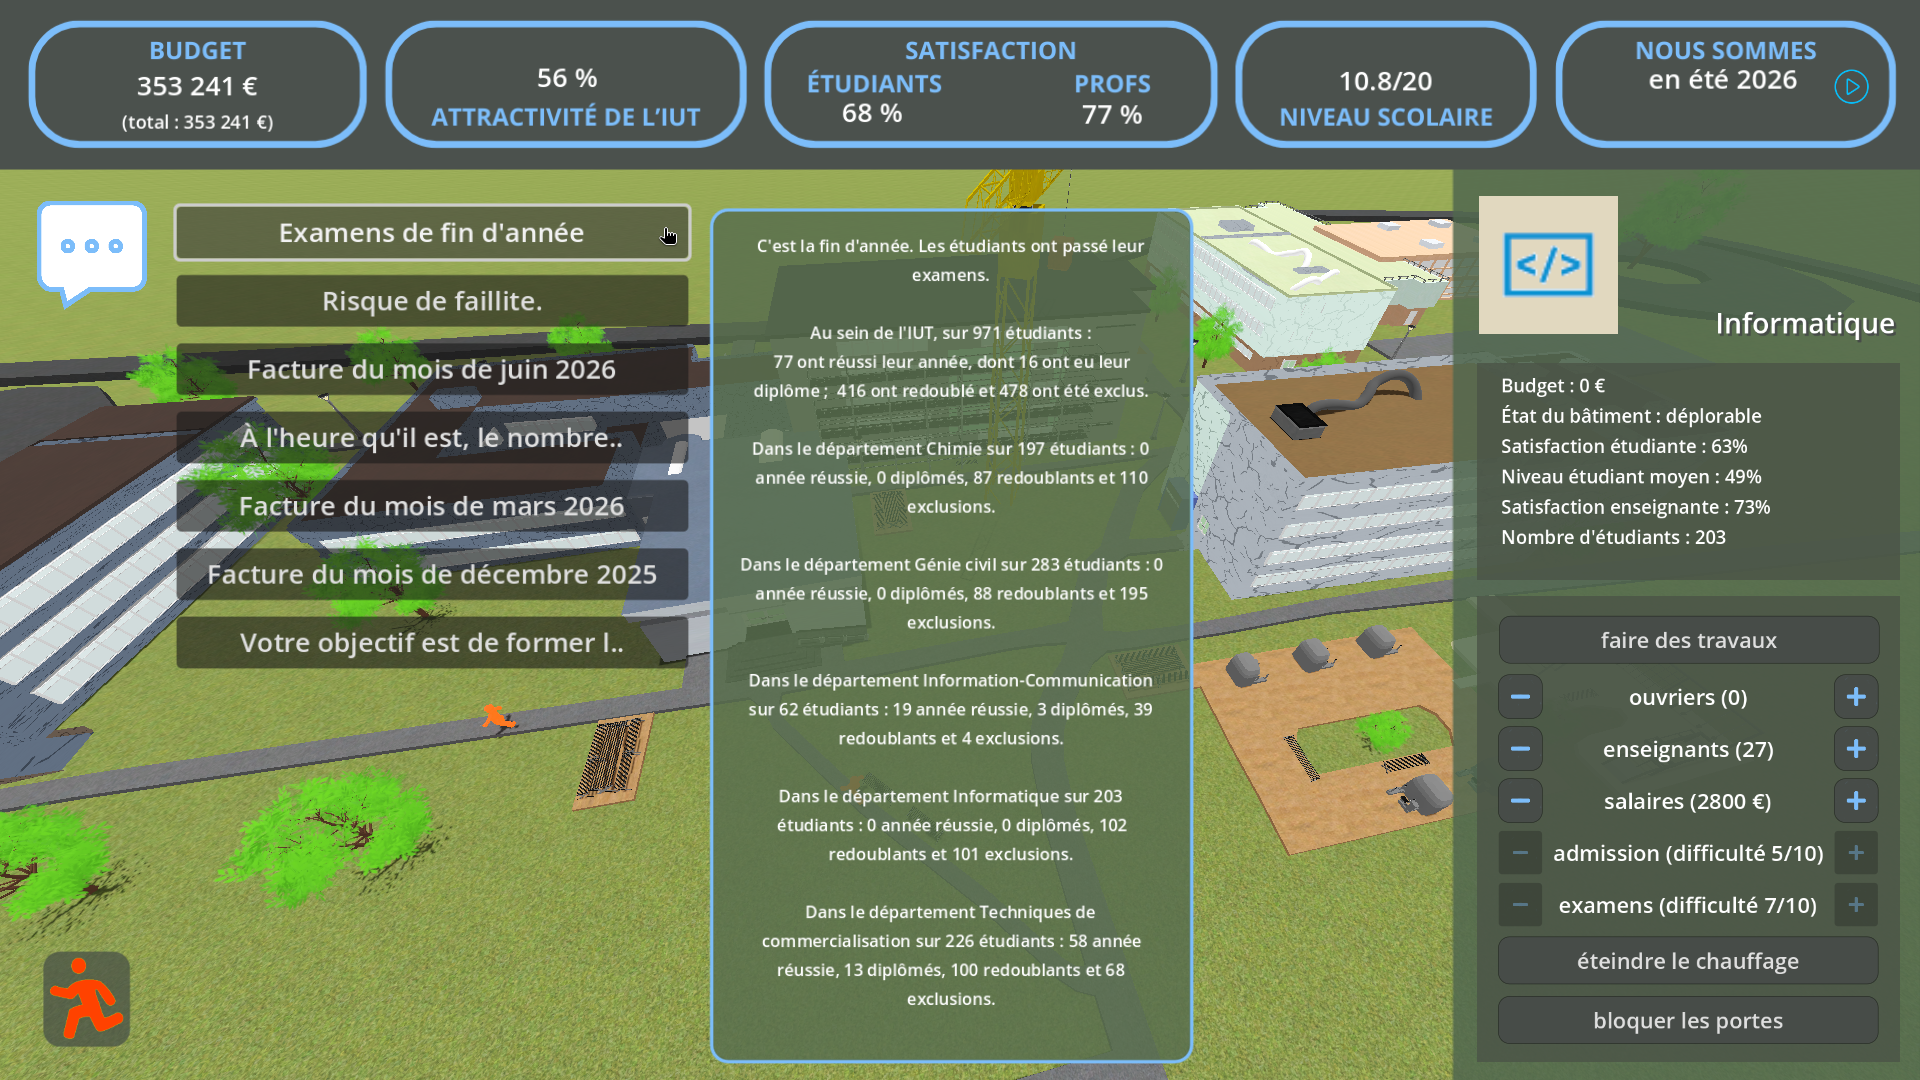 BUDGET
353 241 €
(total : 353 241 €)
56 %
ATTRACTIVITÉ DE L'IUT
SATISFACTION
ÉTUDIANTS PROFS
68 % 77 %
10.8/20
NIVEAU SCOLAIRE
NOUS SOMMES
en été 2026
Examens de fin d'année
Risque de faillite.
Facture du mois de juin 2026
À l'heure qu'il est, le nombre..
Facture du mois de mars 2026
Facture du mois de décembre 2025
Votre objectif est de former l..
C'est la fin d'année. Les étudiants ont passé leur
examens.
Au sein de l'IUT, sur 971 étudiants :
77 ont réussi leur année, dont 16 ont eu leur
diplôme ; 416 ont redoublé et 478 ont été exclus.
Dans le département Chimie sur 197 étudiants : 0
année réussie, 0 diplômés, 87 redoublants et 110
exclusions.
Dans le département Génie civil sur 283 étudiants : 0
année réussie, 0 diplômés, 88 redoublants et 195
exclusions.
Dans le département Information-Communication
sur 62 étudiants : 19 année réussie, 3 diplômés, 39
redoublants et 4 exclusions.
Dans le département Informatique sur 203
étudiants : 0 année réussie, 0 diplômés, 102
redoublants et 101 exclusions.
Dans le département Techniques de
commercialisation sur 226 étudiants : 58 année
réussie, 13 diplômés, 100 redoublants et 68
exclusions.
</>
Informatique
Budget : 0 €
État du bâtiment : déplorable
Satisfaction étudiante : 63%
Niveau étudiant moyen : 49%
Satisfaction enseignante : 73%
Nombre d'étudiants : 203
faire des travaux
− ouvriers (0) +
− enseignants (27) +
− salaires (2800 €) +
− admission (difficulté 5/10) +
− examens (difficulté 7/10) +
éteindre le chauffage
bloquer les portes